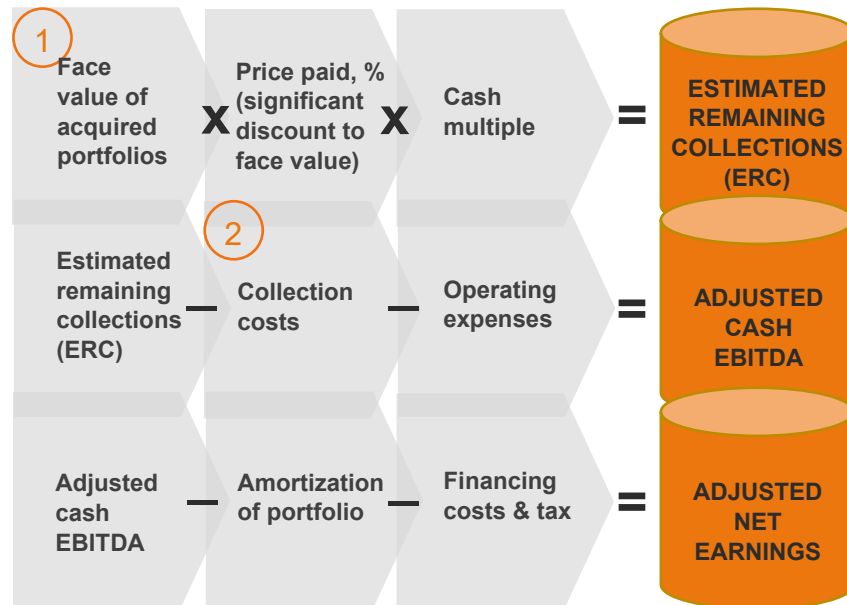 1
Face
value of
acquired
portfolios
x
Price paid, %
(significant
discount to
face value)
x
Cash
multiple
=
ESTIMATED
REMAINING
COLLECTIONS
(ERC)
2
Estimated
remaining
collections
(ERC)
–
Collection
costs
–
Operating
expenses
=
ADJUSTED
CASH
EBITDA
Adjusted
cash
EBITDA
–
Amortization
of portfolio
–
Financing
costs & tax
=
ADJUSTED
NET
EARNINGS